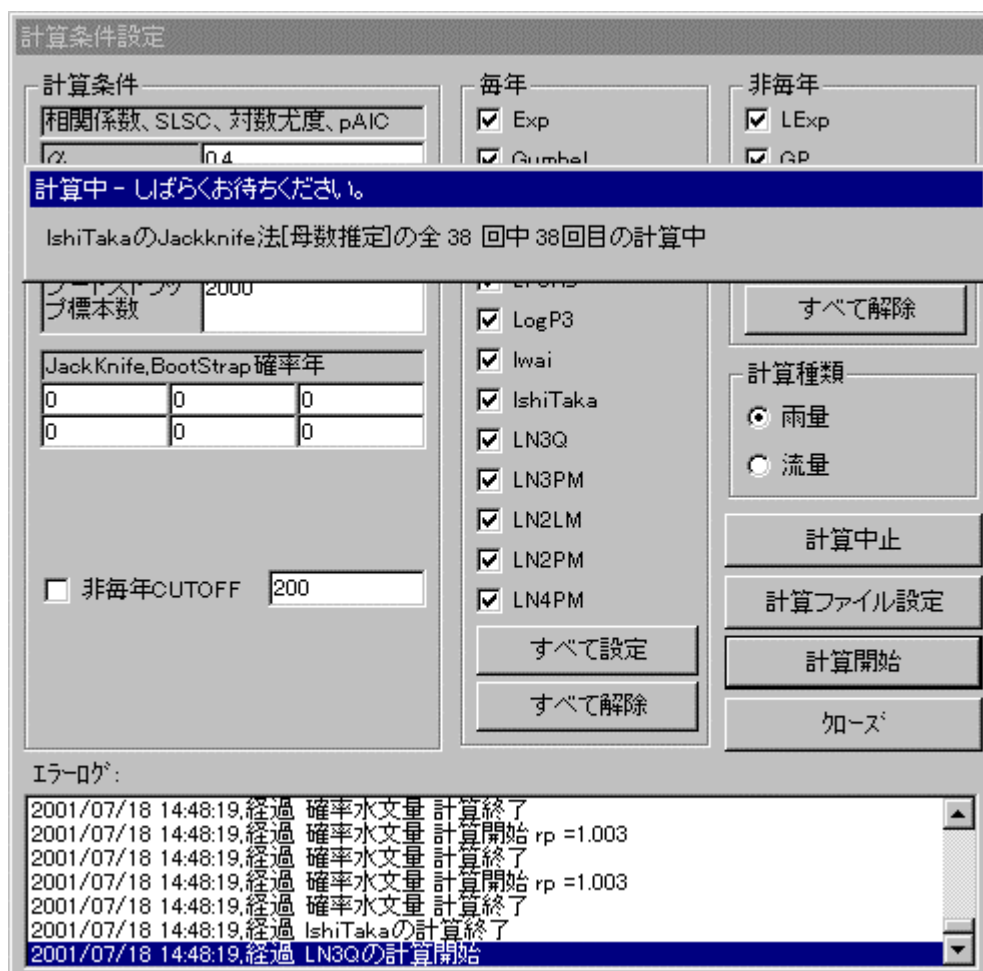 計算条件設定
計算条件
相関係数、SLSC、対数尤度、pAIC
α 0.4
毎年
Exp
Gumbel
非毎年
LExp
GP
計算中 - しばらくお待ちください。
IshiTakaのJackknife法[母数推定]の全 38 回中 38回目の計算中
2000
プ標本数
JackKnife,BootStrap確率年
0 0 0
0 0 0
非毎年CUTOFF 200
LogP3
Iwai
IshiTaka
LN3Q
LN3PM
LN2LM
LN2PM
LN4PM
すべて設定
すべて解除
すべて解除
計算種類
雨量
流量
計算中止
計算ファイル設定
計算開始
クローズ
エラーログ:
2001/07/18 14:48:19,経過 確率水文量 計算終了
2001/07/18 14:48:19,経過 確率水文量 計算開始 rp =1.003
2001/07/18 14:48:19,経過 確率水文量 計算終了
2001/07/18 14:48:19,経過 確率水文量 計算開始 rp =1.003
2001/07/18 14:48:19,経過 確率水文量 計算終了
2001/07/18 14:48:19,経過 IshiTakaの計算終了
2001/07/18 14:48:19,経過 LN3Qの計算開始